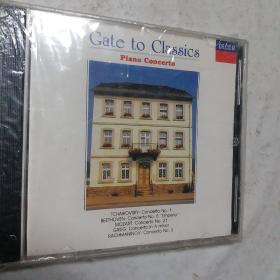 Gate to Classics
DECCA
Piano Concerto
TCHAIKOVSKY: Concerto No. 1
BEETHOVEN: Concerto No. 5 "Emperor"
MOZART: Concerto No. 21
GRIEG: Concerto in A minor
RACHMANINOV: Concerto No. 2